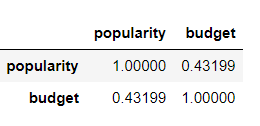 popularity budget
popularity 1.00000 0.43199
budget 0.43199 1.00000